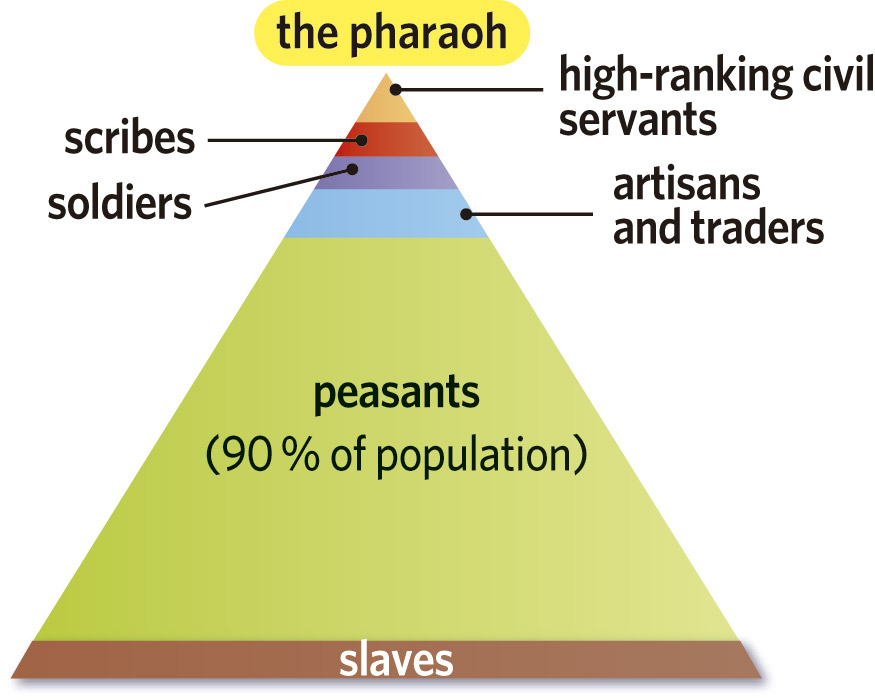 the pharaoh
high-ranking civil
servants
scribes
soldiers
artisans
and traders
peasants
(90 % of population)
slaves